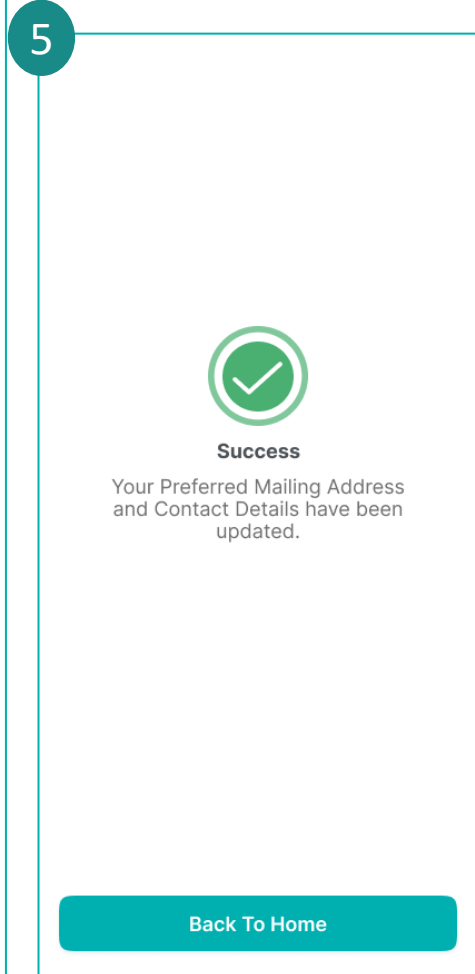 5
Success
Your Preferred Mailing Address
and Contact Details have been
updated.
Back To Home